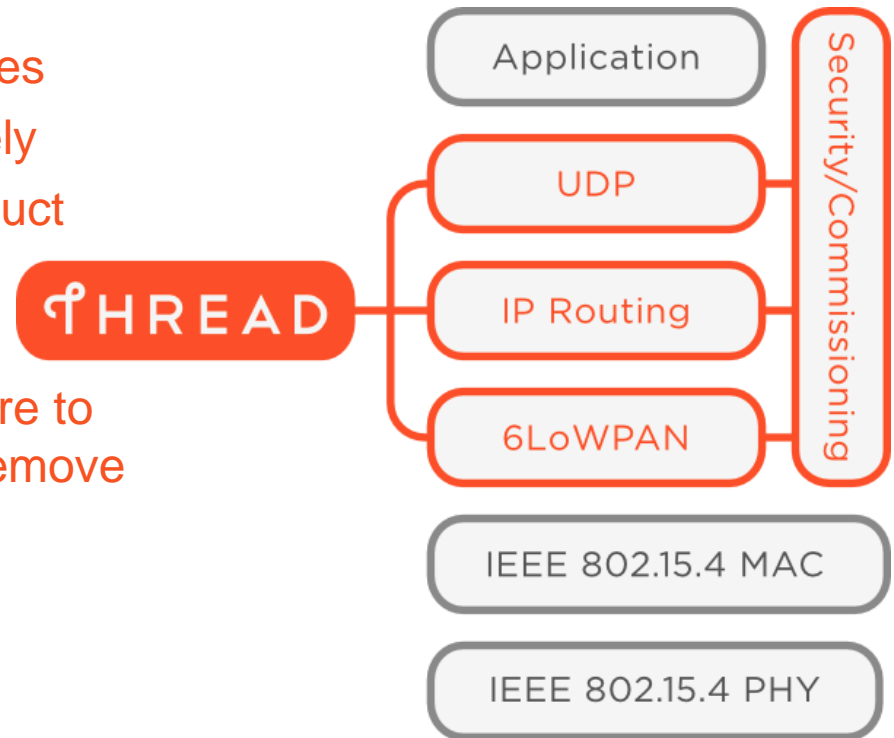 es
ely
uct
re to
emove
THREAD
Application
UDP
IP Routing
6LoWPAN
IEEE 802.15.4 MAC
IEEE 802.15.4 PHY
Security/Commissioning